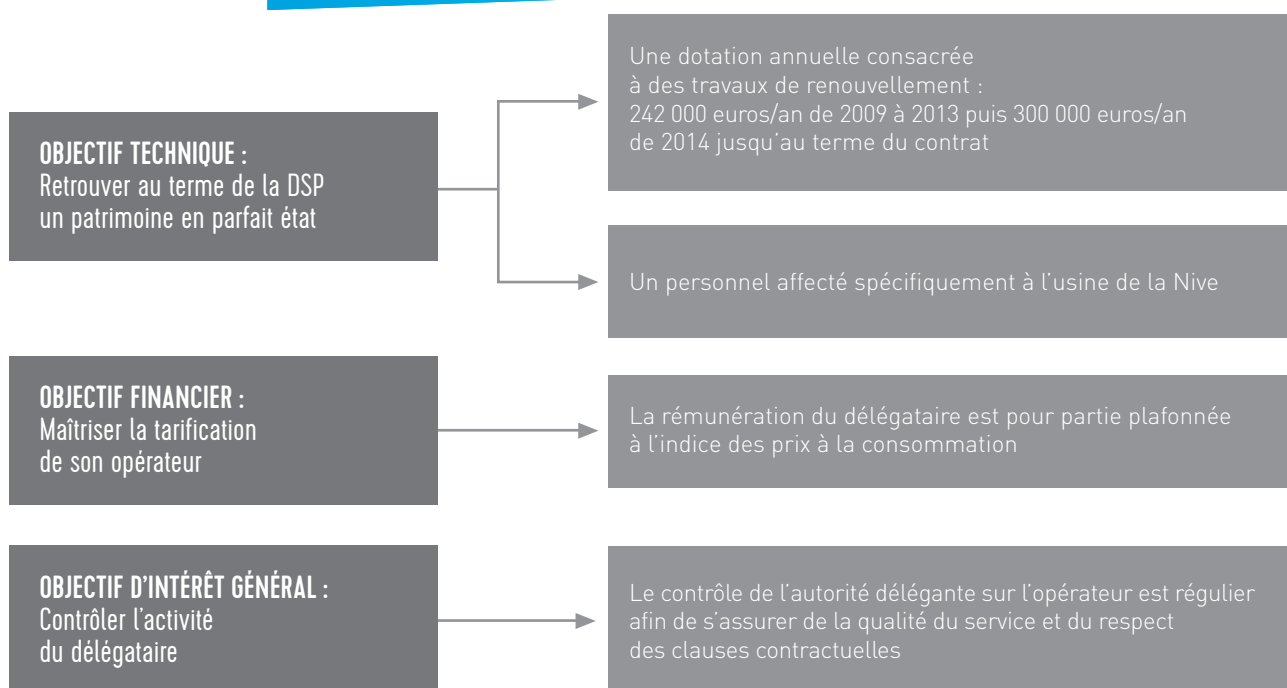 OBJECTIF TECHNIQUE :
Retrouver au terme de la DSP
un patrimoine en parfait état
Une dotation annuelle consacrée
à des travaux de renouvellement :
242 000 euros/an de 2009 à 2013 puis 300 000 euros/an
de 2014 jusqu'au terme du contrat
Un personnel affecté spécifiquement à l'usine de la Nive
OBJECTIF FINANCIER :
Maîtriser la tarification
de son opérateur
La rémunération du délégataire est pour partie plafonnée
à l'indice des prix à la consommation
OBJECTIF D'INTÉRÊT GÉNÉRAL :
Contrôler l'activité
du délégataire
Le contrôle de l'autorité délégante sur l'opérateur est régulier
afin de s'assurer de la qualité du service et du respect
des clauses contractuelles